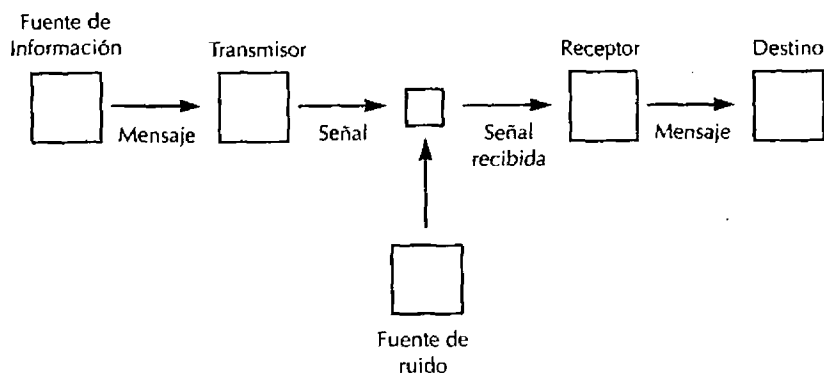 Fuente de
Información
Transmisor
Receptor
Destino
Mensaje
Señal
Señal
recibida
Mensaje
Fuente de
ruido